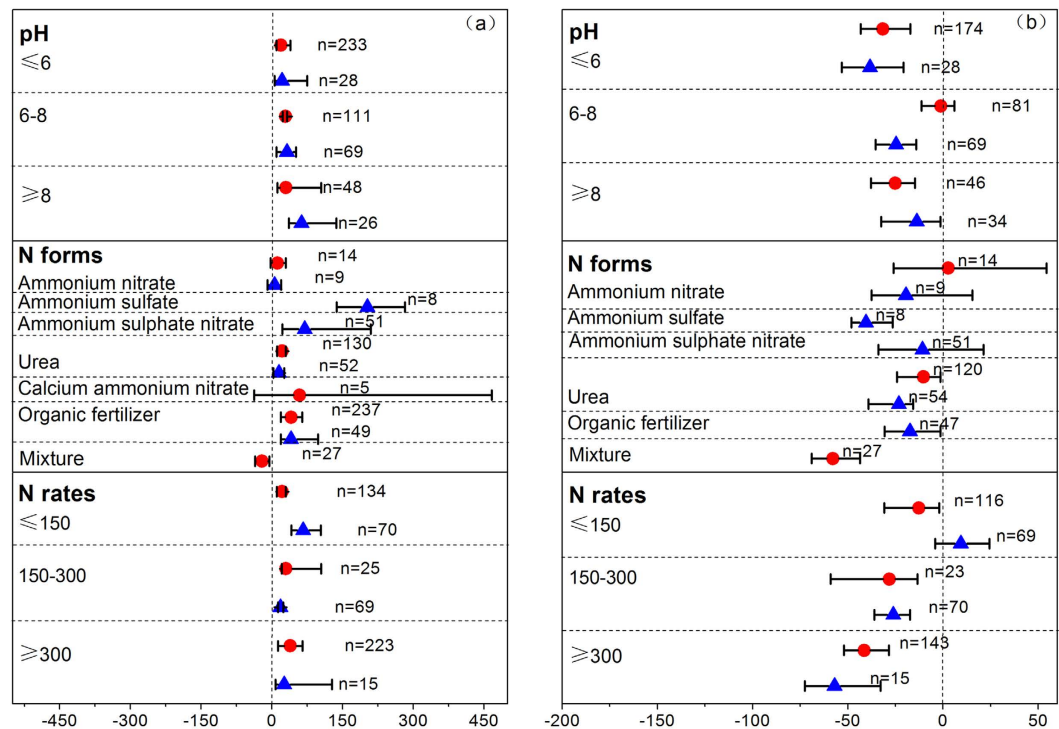 (a)
pH
≤6
n=233
n=28
6-8
n=111
n=69
≥8
n=48
n=26
N forms
n=14
Ammonium nitrate
n=9
Ammonium sulfate
n=8
Ammonium sulphate nitrate
n=51
n=130
Urea
n=52
Calcium ammonium nitrate
n=5
Organic fertilizer
n=237
n=49
Mixture
n=27
N rates
n=134
≤150
n=70
150-300
n=25
n=69
≥300
n=223
n=15
-450 -300 -150 0 150 300 450
(b)
pH
n=174
≤6
n=28
6-8
n=81
n=69
≥8
n=46
n=34
N forms
n=14
Ammonium nitrate
n=9
Ammonium sulfate
n=8
Ammonium sulphate nitrate
n=51
n=120
Urea
n=54
Organic fertilizer
n=47
Mixture
n=27
N rates
n=116
≤150
n=69
150-300
n=23
n=70
≥300
n=143
n=15
-200 -150 -100 -50 0 50